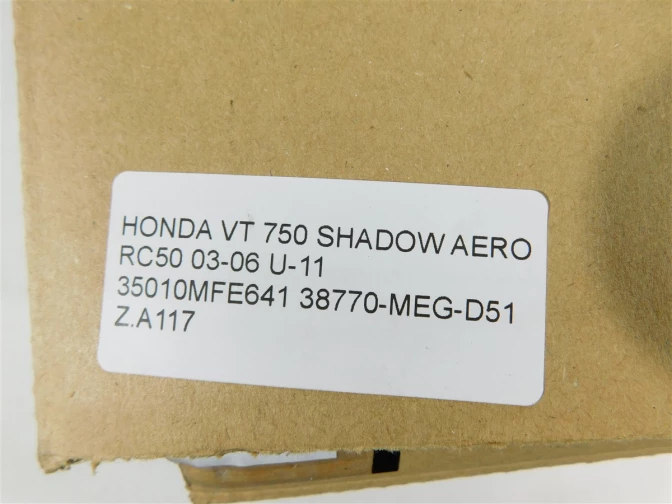 HONDA VT 750 SHADOW AERO
RC50 03-06 U-11
35010MFE641 38770-MEG-D51
Z.A117